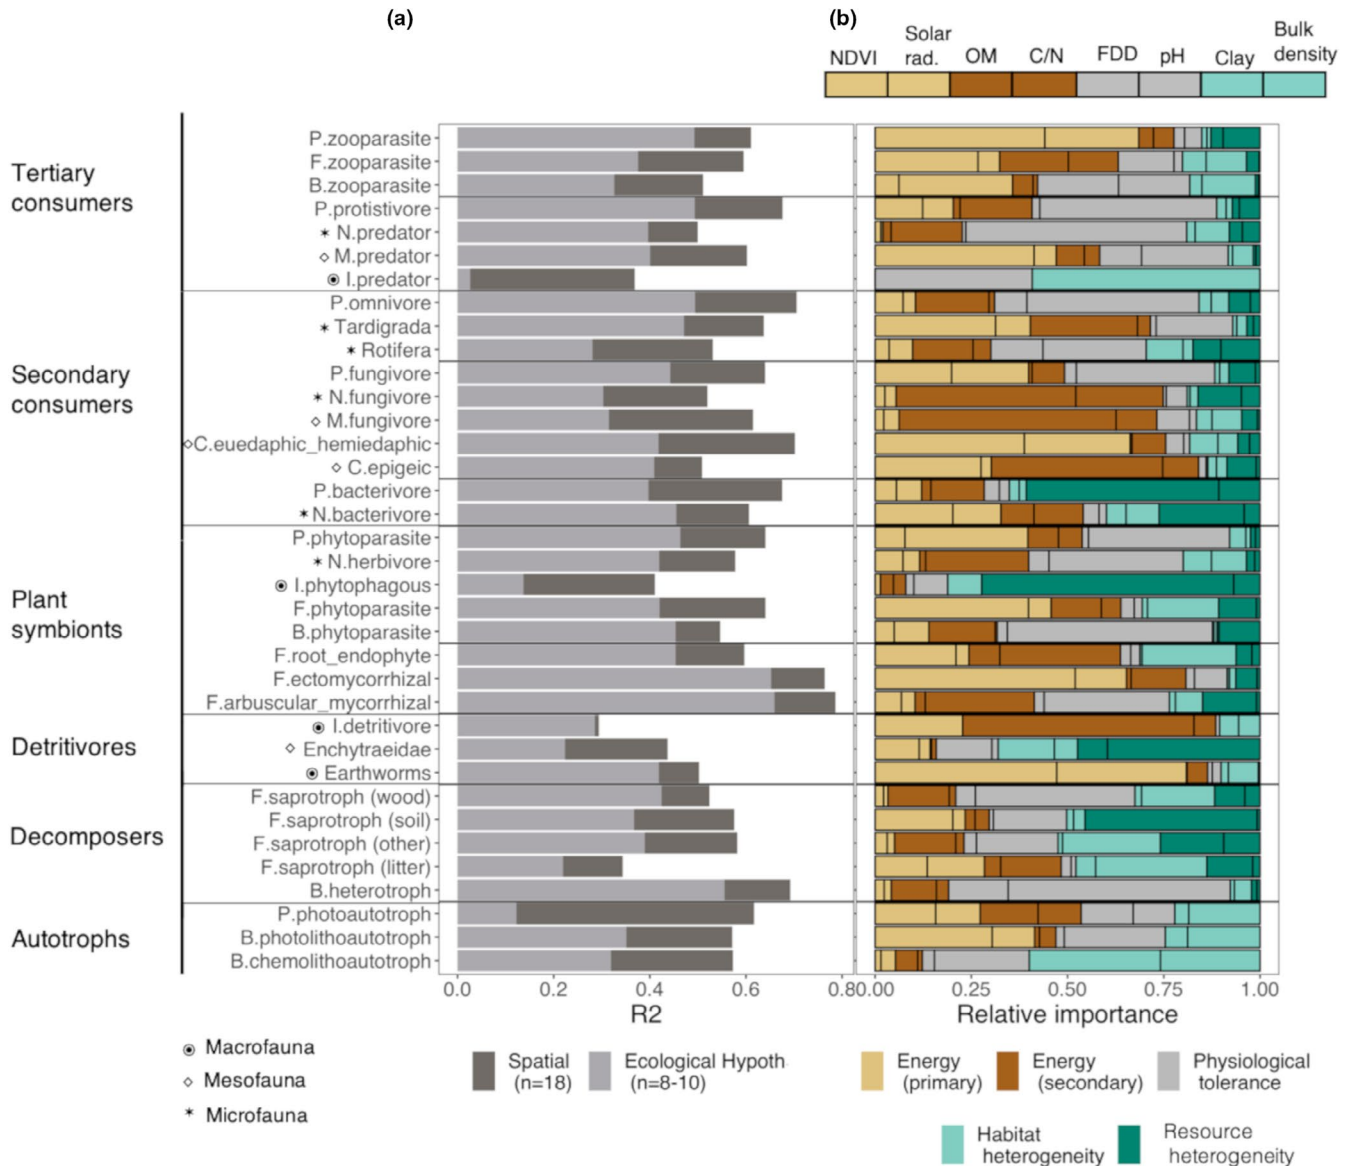 (a)
(b)
NDVI
Solar
rad.
OM
C/N
FDD
pH
Clay
Bulk
density
Tertiary
consumers
P.zooparasite
F.zooparasite
B.zooparasite
P.protistivore
N.predator
M.predator
I.predator
Secondary
consumers
P.omnivore
Tardigrada
Rotifera
P.fungivore
N.fungivore
M.fungivore
C.euedaphic_hemiedaphic
C.epigeic
P.bacterivore
N.bacterivore
Plant
symbionts
P.phytoparasite
N.herbivore
I.phytophagous
F.phytoparasite
B.phytoparasite
F.root_endophyte
F.ectomycorrhizal
F.arbuscular_mycorrhizal
Detritivores
I.detritivore
Enchytraeidae
Earthworms
Decomposers
F.saprotroph (wood)
F.saprotroph (soil)
F.saprotroph (other)
F.saprotroph (litter)
B.heterotroph
Autotrophs
P.photoautotroph
B.photolithoautotroph
B.chemolithoautotroph
0.0 0.2 0.4 0.6 0.8
R2
0.00 0.25 0.50 0.75 1.00
Relative importance
Macrofauna
Mesofauna
Microfauna
Spatial
(n=18)
Ecological Hypoth
(n=8-10)
Energy
(primary)
Energy
(secondary)
Physiological
tolerance
Habitat
heterogeneity
Resource
heterogeneity